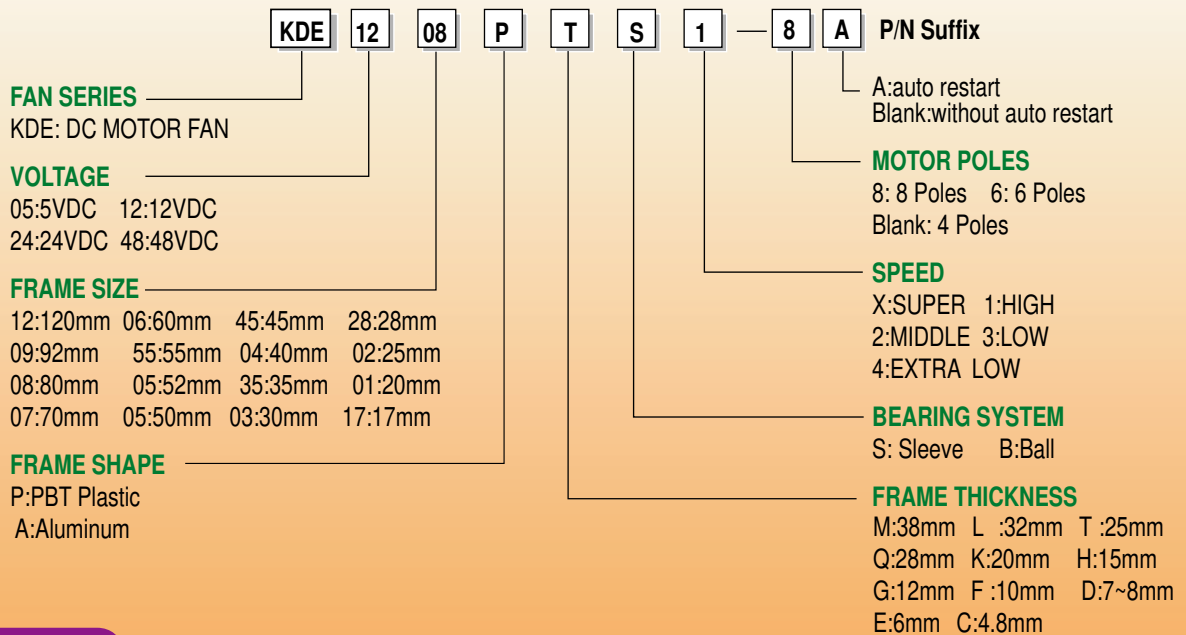 KDE 12 08 P T S 1 — 8 A P/N Suffix
FAN SERIES
KDE: DC MOTOR FAN
VOLTAGE
05:5VDC 12:12VDC
24:24VDC 48:48VDC
FRAME SIZE
12:120mm 06:60mm 45:45mm 28:28mm
09:92mm 55:55mm 04:40mm 02:25mm
08:80mm 05:52mm 35:35mm 01:20mm
07:70mm 05:50mm 03:30mm 17:17mm
FRAME SHAPE
P:PBT Plastic
A:Aluminum
A:auto restart
Blank:without auto restart
MOTOR POLES
8: 8 Poles 6: 6 Poles
Blank: 4 Poles
SPEED
X:SUPER 1:HIGH
2:MIDDLE 3:LOW
4:EXTRA LOW
BEARING SYSTEM
S: Sleeve B:Ball
FRAME THICKNESS
M:38mm L :32mm T :25mm
Q:28mm K:20mm H:15mm
G:12mm F :10mm D:7~8mm
E:6mm C:4.8mm